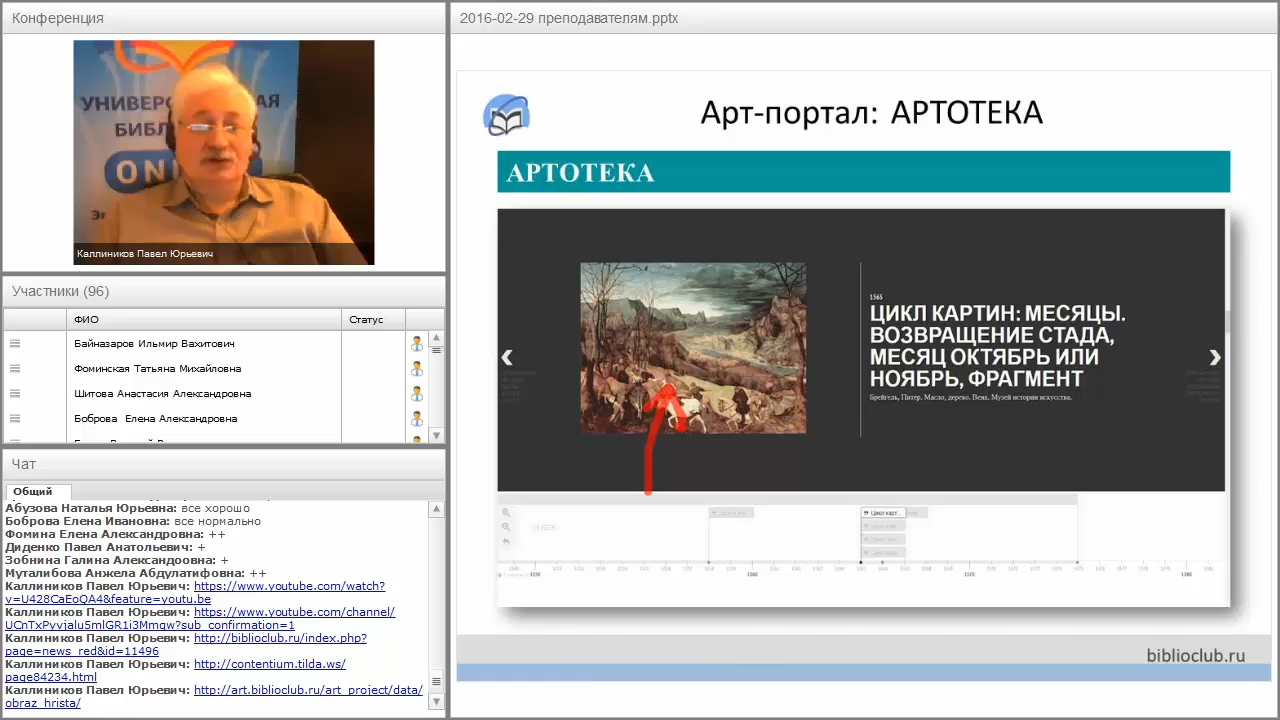 Конференция
УНИВЕР АЯ
БИБЛ
Каллиников Павел Юрьевич
Участники (96)
ФИО Статус
Байназаров Ильмир Вахитович
Фоминская Татьяна Михайловна
Шитова Анастасия Александровна
Боброва Елена Александровна
Чат
Общий
Абузова Наталья Юрьевна: все хорошо
Боброва Елена Ивановна: все нормально
Фомина Елена Александровна: ++
Диденко Павел Анатольевич: +
Зобнина Галина Александроовна: +
Муталибова Анжела Абдулатифовна: ++
Каллиников Павел Юрьевич: https://www.youtube.com/watch?
v=U428CaEoQA4&feature=youtu.be
Каллиников Павел Юрьевич: https://www.youtube.com/channel/
UCnTxPyvjalu5mlGR1i3Mmqw?sub_confirmation=1
Каллиников Павел Юрьевич: http://biblioclub.ru/index.php?
page=news_red&id=11496
Каллиников Павел Юрьевич: http://contentium.tilda.ws/
page84234.html
Каллиников Павел Юрьевич: http://art.biblioclub.ru/art_project/data/
obraz_hrista/
2016-02-29 преподавателям.pptx
Арт-портал: АРТОТЕКА
АРТОТЕКА
1565
ЦИКЛ КАРТИН: МЕСЯЦЫ.
ВОЗВРАЩЕНИЕ СТАДА,
МЕСЯЦ ОКТЯБРЬ ИЛИ
НОЯБРЬ, ФРАГМЕНТ
Брейгель, Питер. Масло, дерево. Вена. Музей истории искусства.
Цикл карт
biblioclub.ru